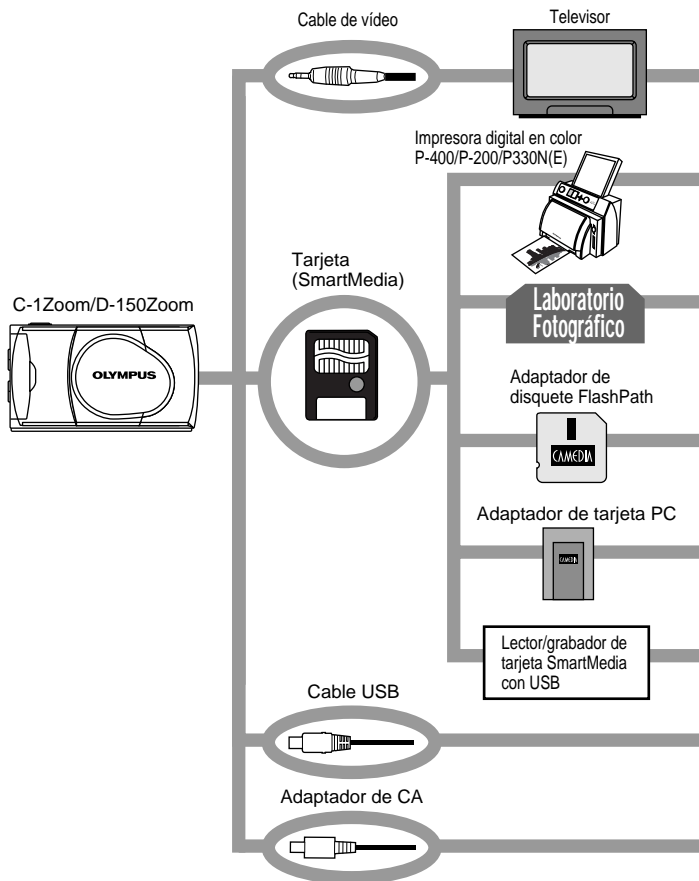 Cable de vídeo
Televisor
Impresora digital en color
P-400/P-200/P330N(E)
Tarjeta
(SmartMedia)
C-1Zoom/D-150Zoom
OLYMPUS
Laboratorio
Fotográfico
Adaptador de
disquete FlashPath
CAMEDIA
Adaptador de tarjeta PC
CAMEDIA
Lector/grabador de
tarjeta SmartMedia
con USB
Cable USB
Adaptador de CA